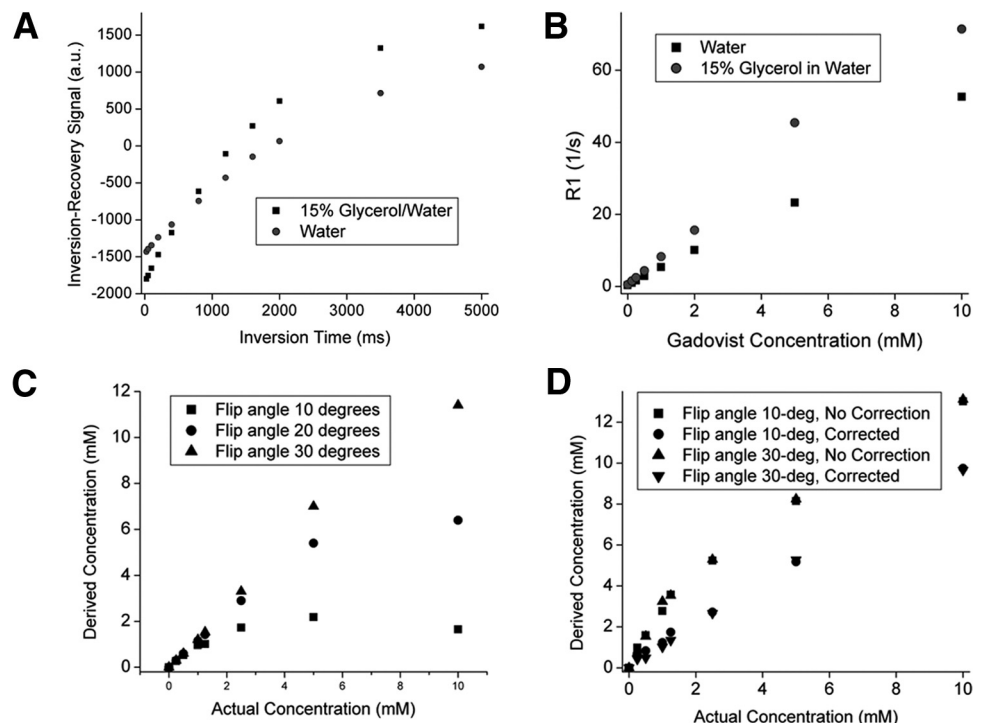 A
Inversion-Recovery Signal (a.u.)
1500
1000
500
0
-500
-1000
-1500
-2000
15% Glycerol/Water
Water
0 1000 2000 3000 4000 5000
Inversion Time (ms)
B
R1 (1/s)
60
40
20
0
Water
15% Glycerol in Water
0 2 4 6 8 10
Gadovist Concentration (mM)
C
Derived Concentration (mM)
12
10
8
6
4
2
0
Flip angle 10 degrees
Flip angle 20 degrees
Flip angle 30 degrees
0 2 4 6 8 10
Actual Concentration (mM)
D
Derived Concentration (mM)
12
10
8
6
4
2
0
Flip angle 10-deg, No Correction
Flip angle 10-deg, Corrected
Flip angle 30-deg, No Correction
Flip angle 30-deg, Corrected
0 2 4 6 8 10
Actual Concentration (mM)